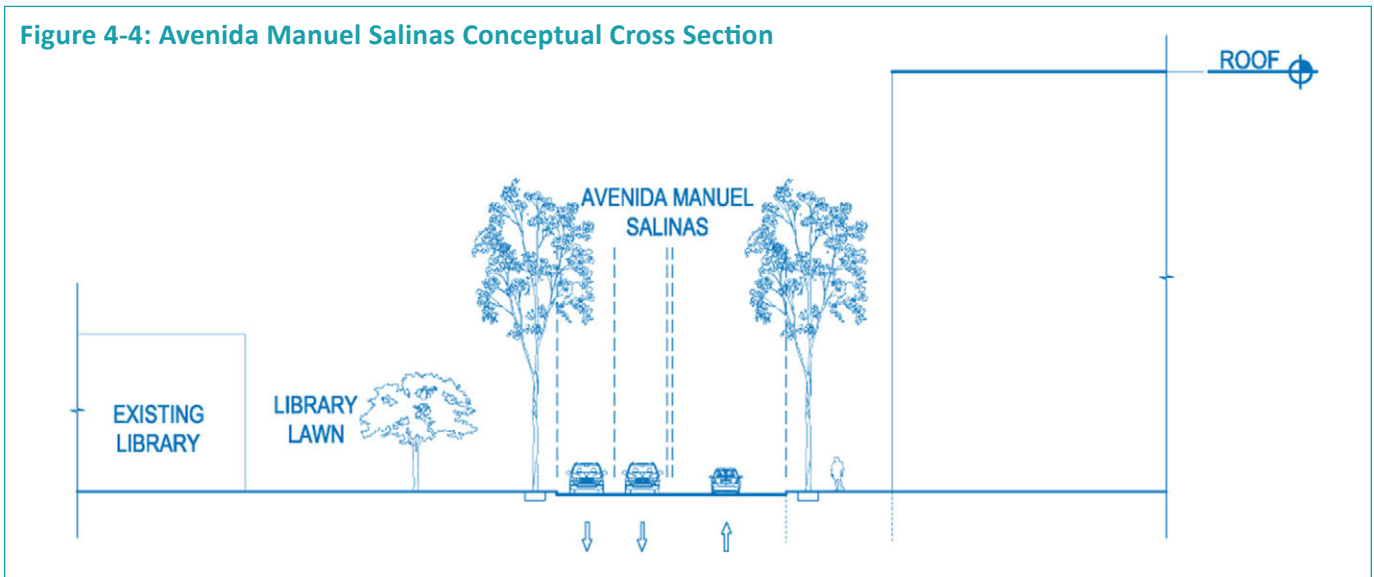 Figure 4-4: Avenida Manuel Salinas Conceptual Cross Section
ROOF
AVENIDA MANUEL
SALINAS
EXISTING
LIBRARY
LIBRARY
LAWN